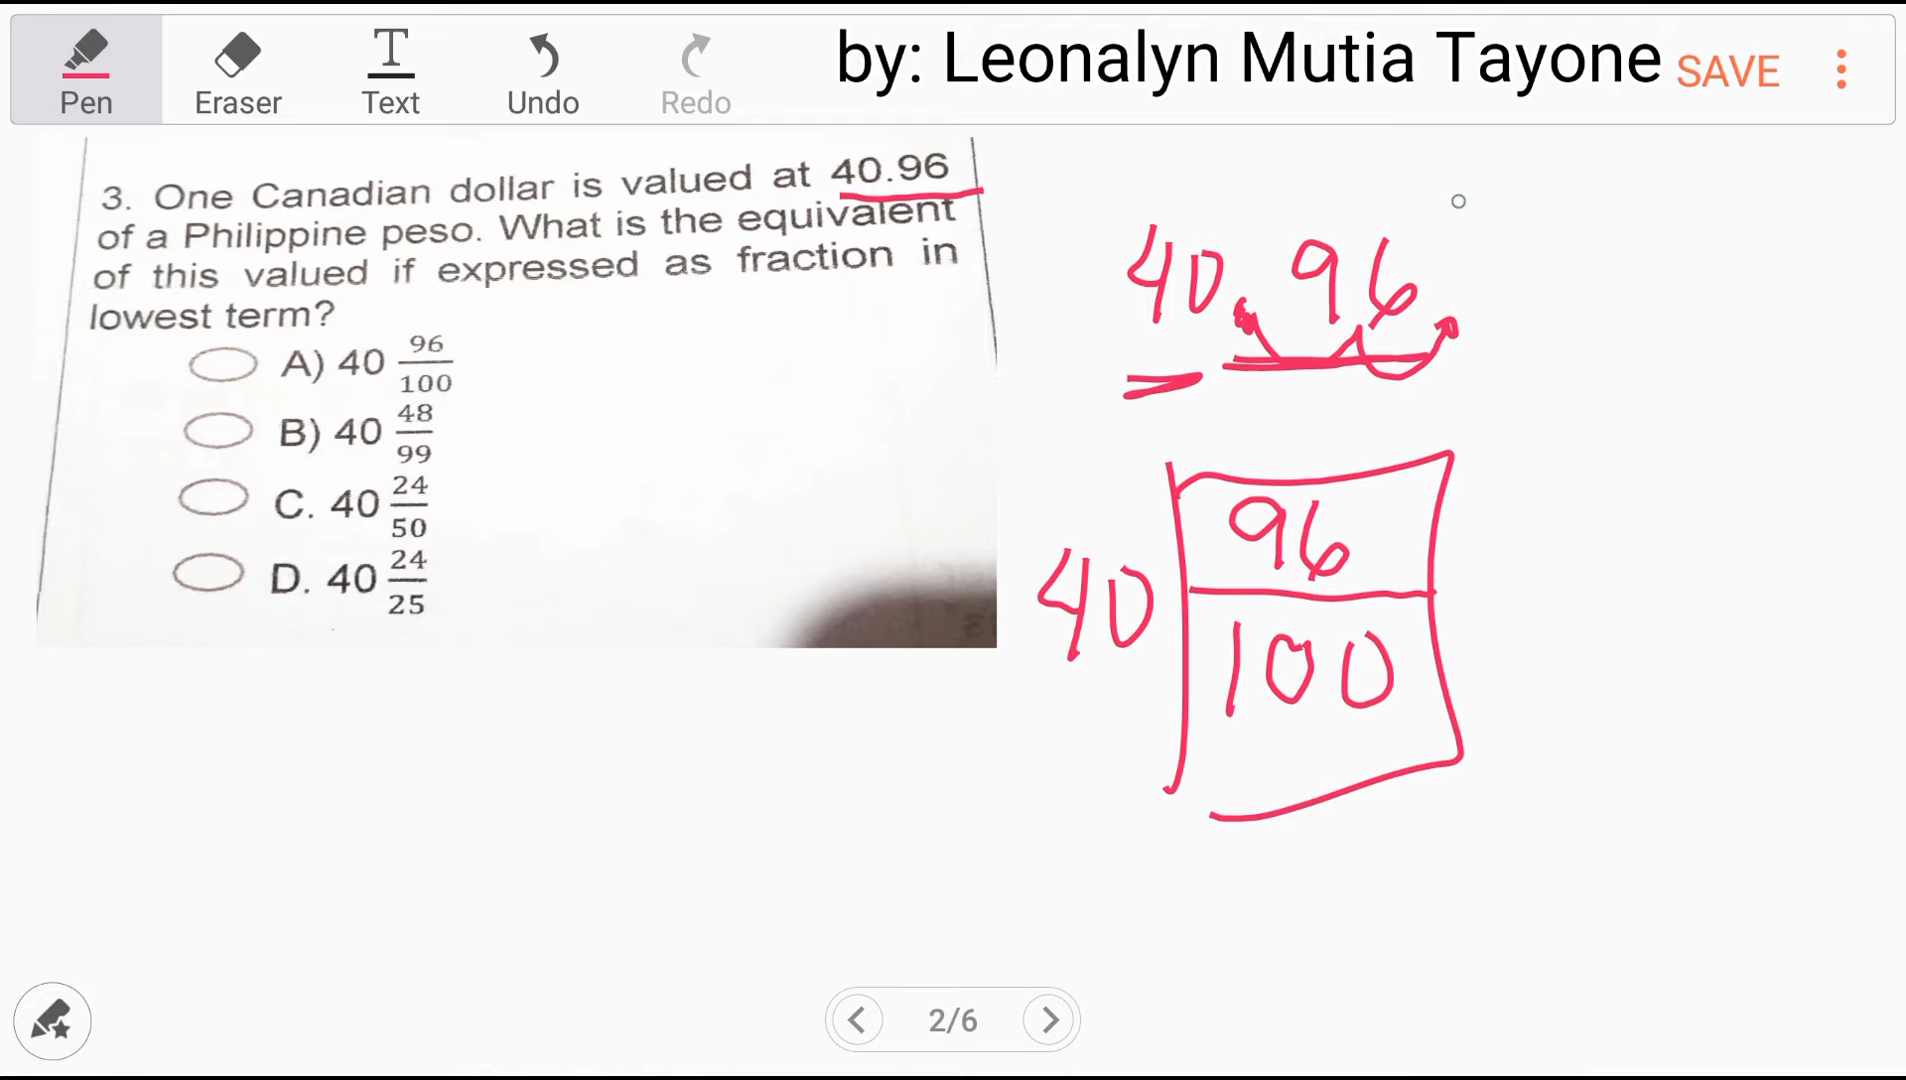 Pen
Eraser
Text
Undo
Redo
by: Leonalyn Mutia Tayone
SAVE
3. One Canadian dollar is valued at 40.96
of a Philippine peso. What is the equivalent
of this valued if expressed as fraction in
lowest term?
A) 40 96/100
B) 40 48/99
C. 40 24/50
D. 40 24/25
40.96
40 96/100
2/6